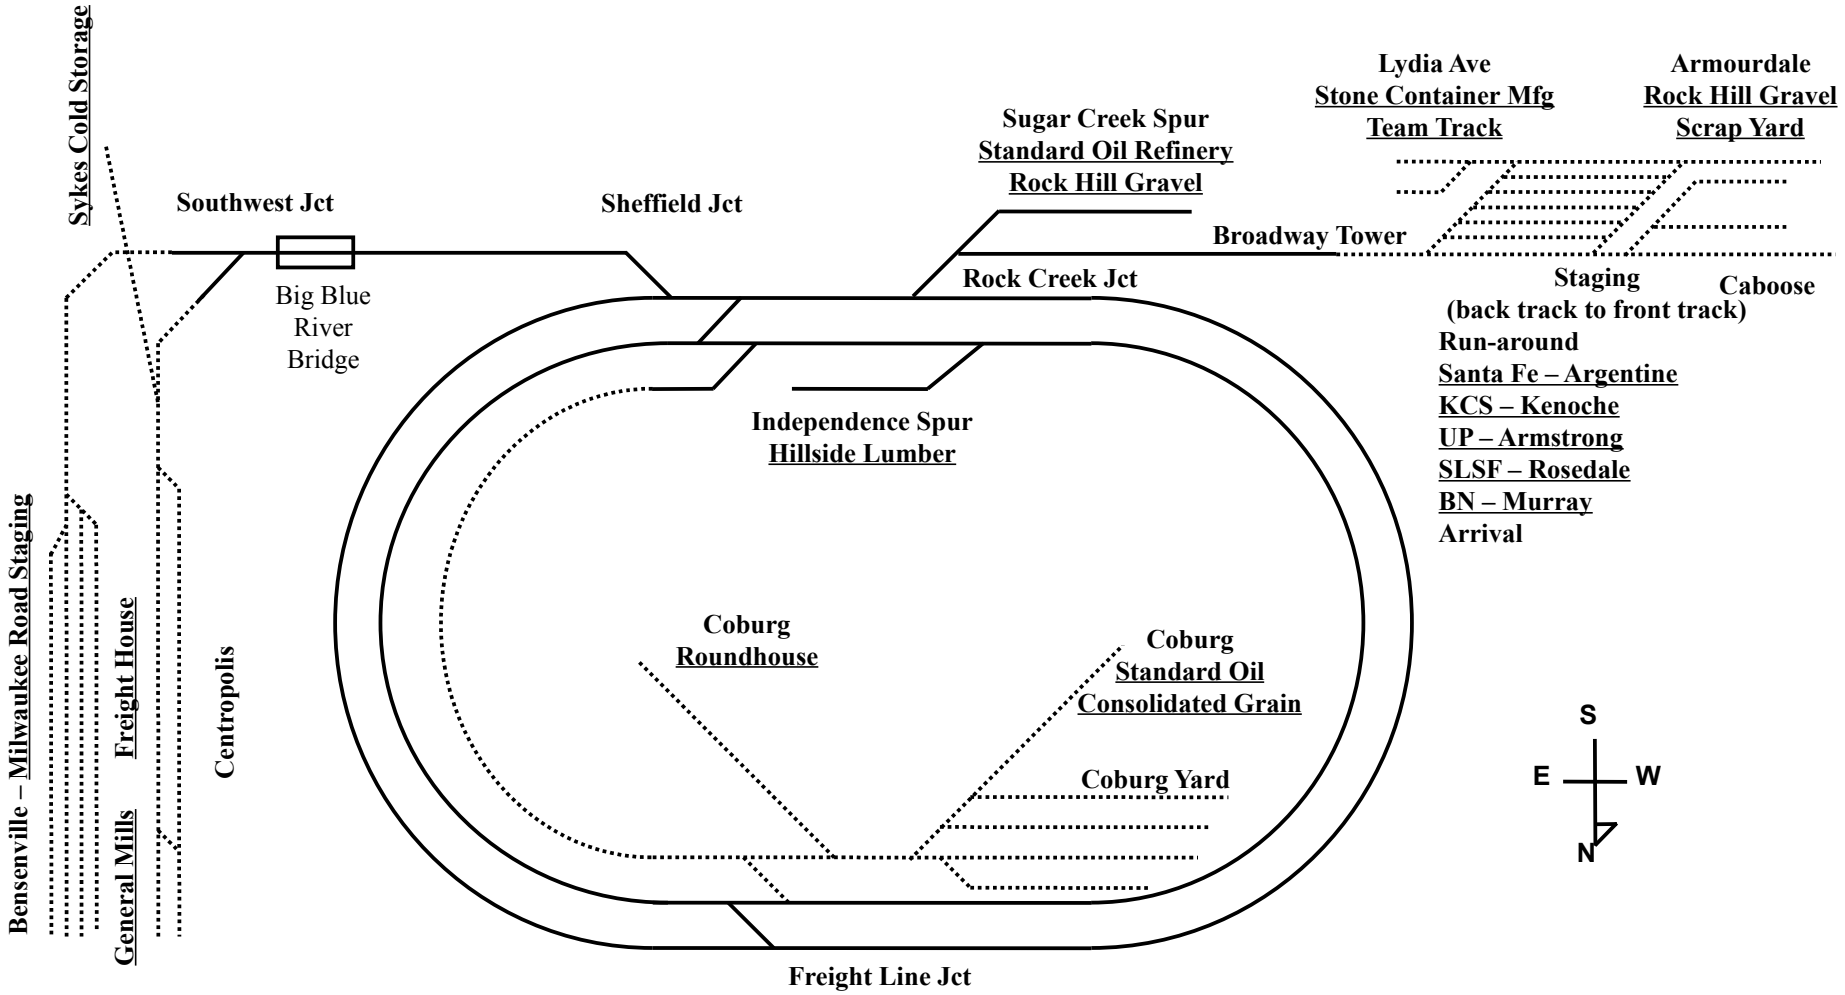 Sykes Cold Storage
Southwest Jct
Big Blue
River
Bridge
Sheffield Jct
Sugar Creek Spur
Standard Oil Refinery
Rock Hill Gravel
Rock Creek Jct
Broadway Tower
Lydia Ave
Stone Container Mfg
Team Track
Armourdale
Rock Hill Gravel
Scrap Yard
Staging
(back track to front track)
Caboose
Run-around
Santa Fe – Argentine
KCS – Kenoche
UP – Armstrong
SLSF – Rosedale
BN – Murray
Arrival
Independence Spur
Hillside Lumber
Bensenville – Milwaukee Road Staging
General Mills
Freight House
Centropolis
Coburg
Roundhouse
Coburg
Standard Oil
Consolidated Grain
Coburg Yard
Freight Line Jct
S
E
W
N